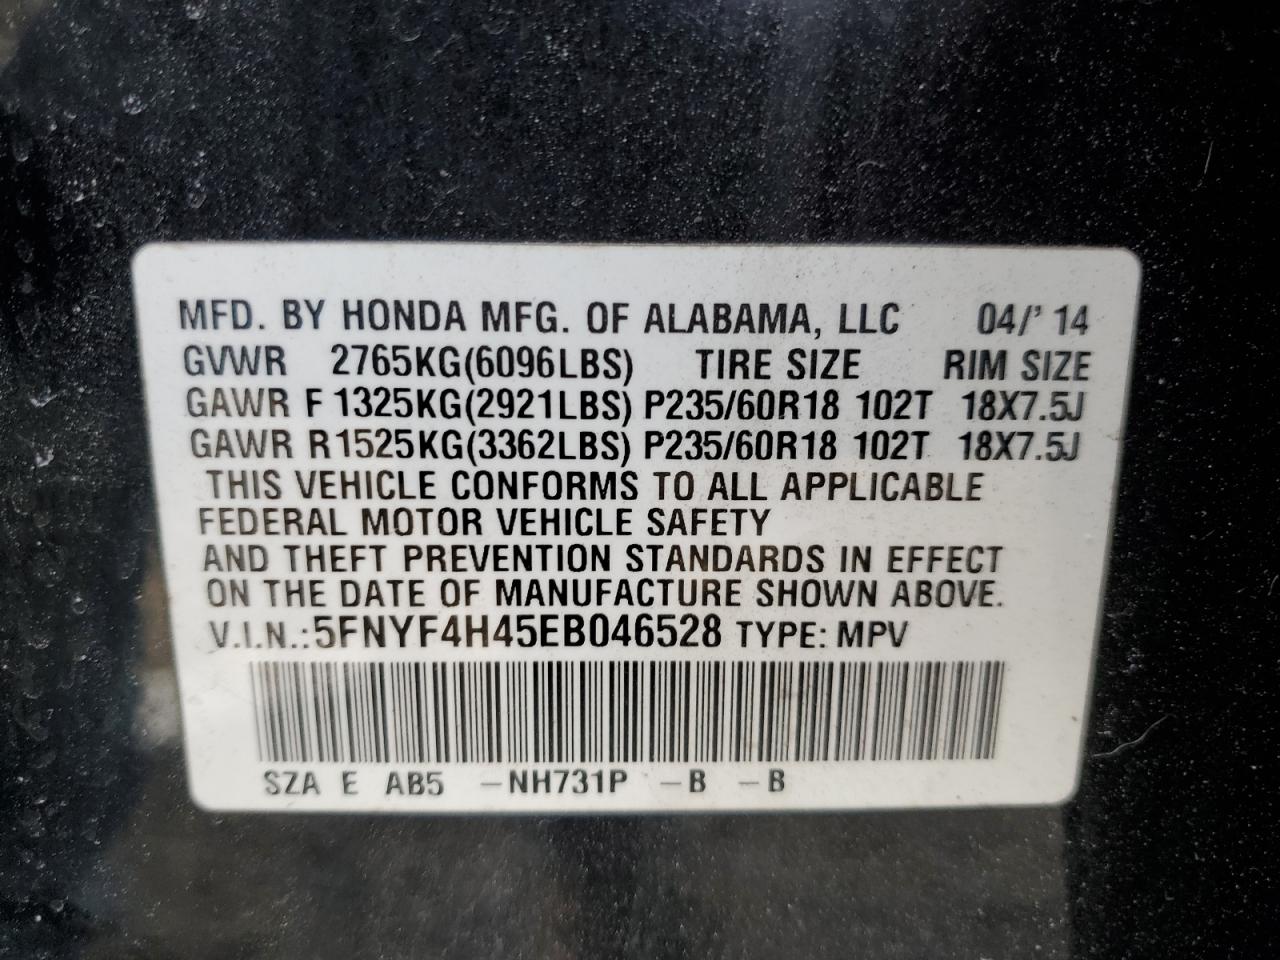 MFD. BY HONDA MFG. OF ALABAMA, LLC 04/' 14
GVWR 2765KG(6096LBS) TIRE SIZE RIM SIZE
GAWR F 1325KG(2921LBS) P235/60R18 102T 18X7.5J
GAWR R 1525KG(3362LBS) P235/60R18 102T 18X7.5J
THIS VEHICLE CONFORMS TO ALL APPLICABLE
FEDERAL MOTOR VEHICLE SAFETY
AND THEFT PREVENTION STANDARDS IN EFFECT
ON THE DATE OF MANUFACTURE SHOWN ABOVE.
V.I.N.:5FNYF4H45EB046528 TYPE: MPV
SZA E AB5 -NH731P -B -B